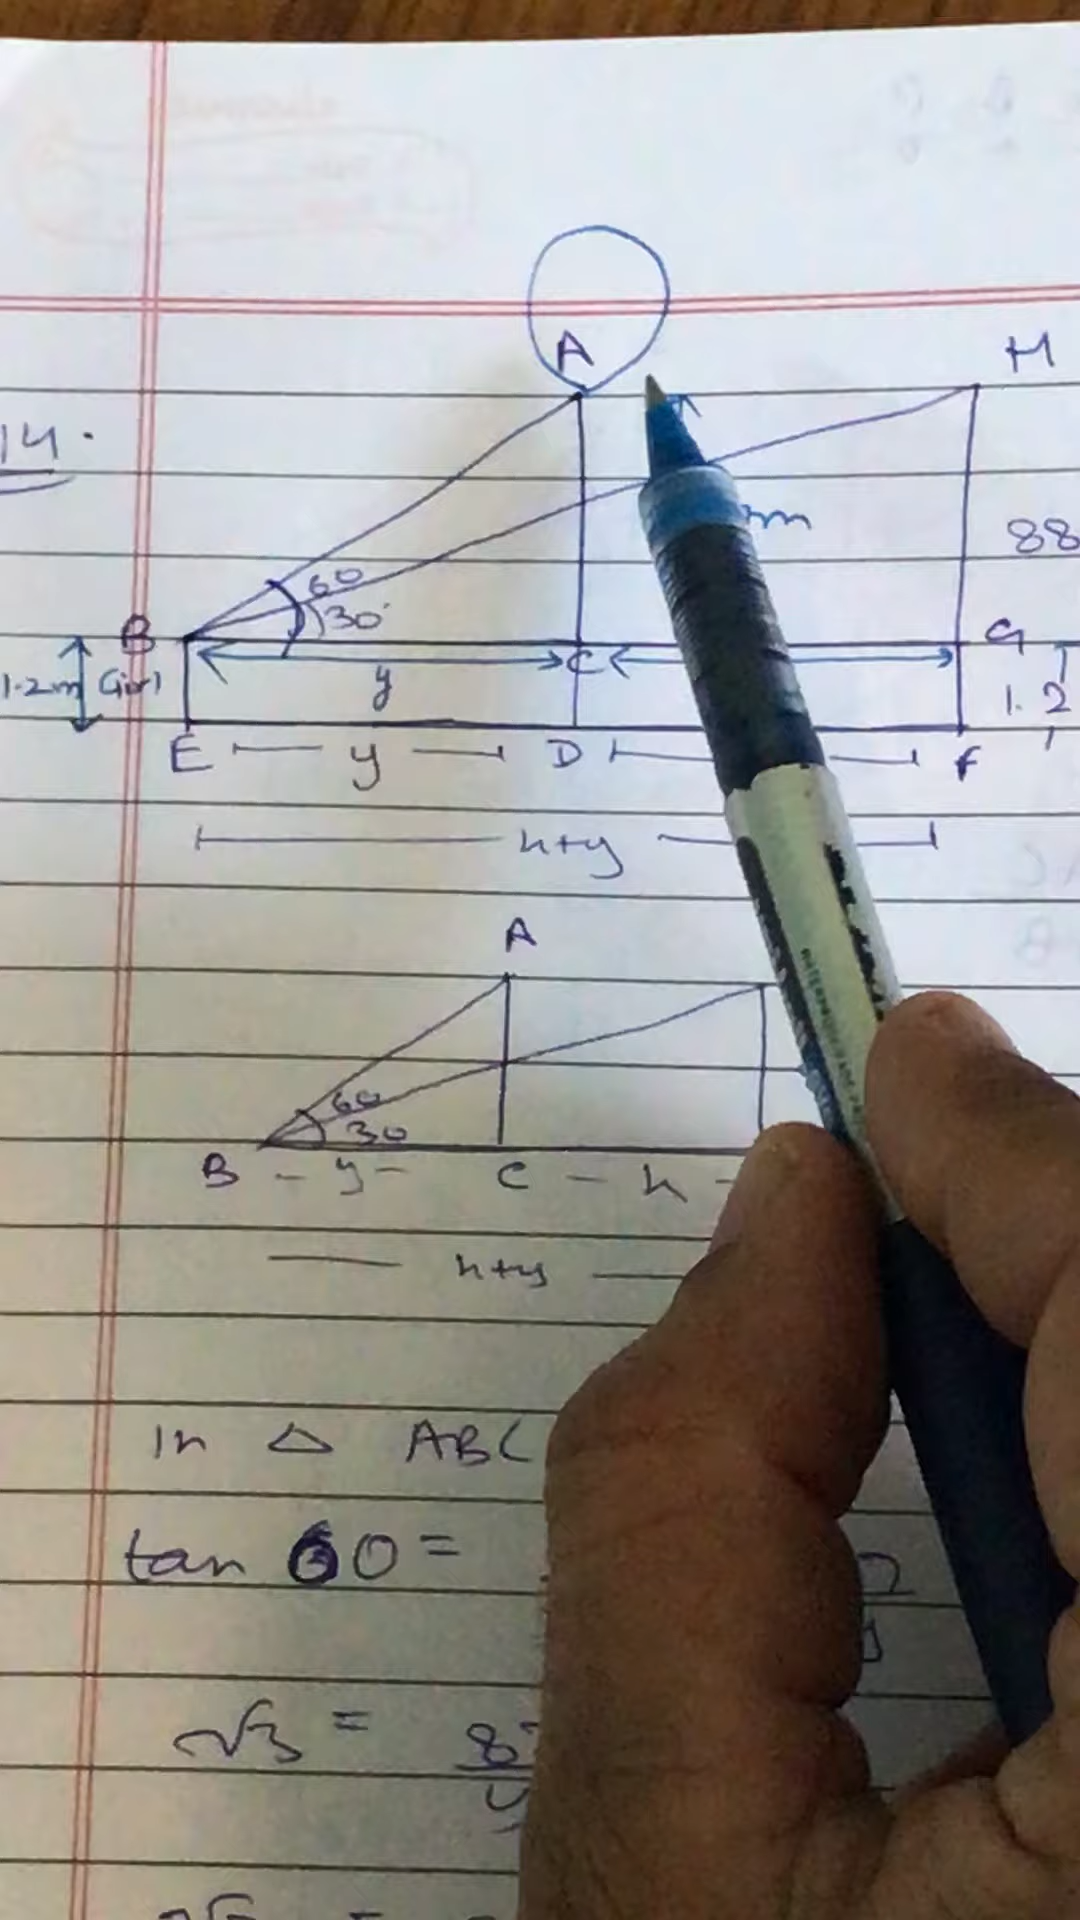 A
H
14.
60
30°
m
88
B
C
G
1.2m
Girl
y
1.2
E
y
D
F
x+y
A
60
30
B - y - C - x -
x+y
In △ ABC
tan 60 =
√3 =
y